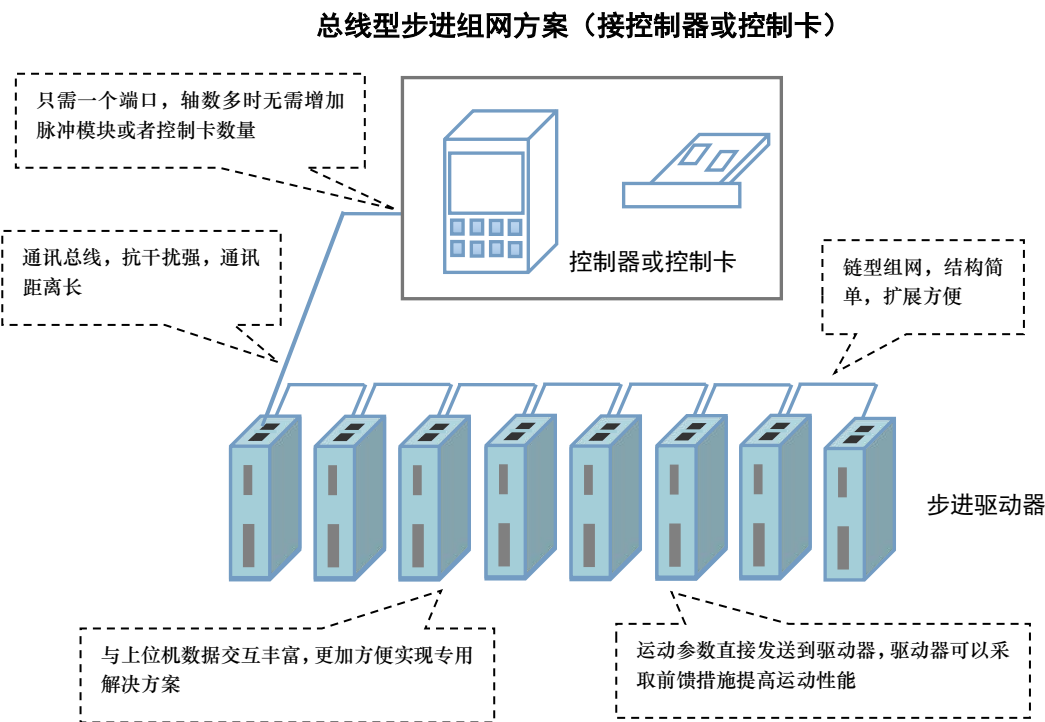 总线型步进组网方案（接控制器或控制卡）
只需一个端口，轴数多时无需增加
脉冲模块或者控制卡数量
通讯总线，抗干扰强，通讯
距离长
控制器或控制卡
链型组网，结构简
单，扩展方便
步进驱动器
与上位机数据交互丰富，更加方便实现专用
解决方案
运动参数直接发送到驱动器，驱动器可以采
取前馈措施提高运动性能